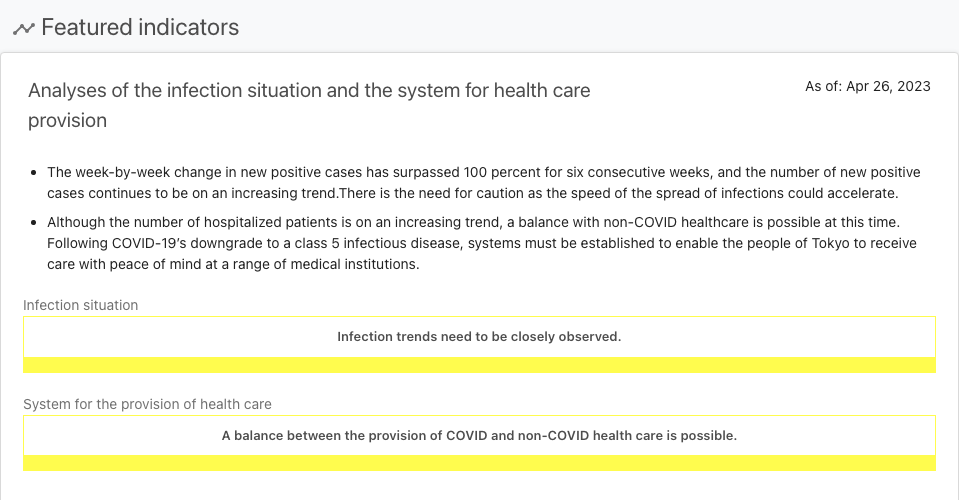 Featured indicators
Analyses of the infection situation and the system for health care
provision
As of: Apr 26, 2023
The week-by-week change in new positive cases has surpassed 100 percent for six consecutive weeks, and the number of new positive
cases continues to be on an increasing trend.There is the need for caution as the speed of the spread of infections could accelerate.
Although the number of hospitalized patients is on an increasing trend, a balance with non-COVID healthcare is possible at this time.
Following COVID-19’s downgrade to a class 5 infectious disease, systems must be established to enable the people of Tokyo to receive
care with peace of mind at a range of medical institutions.
Infection situation
Infection trends need to be closely observed.
System for the provision of health care
A balance between the provision of COVID and non-COVID health care is possible.